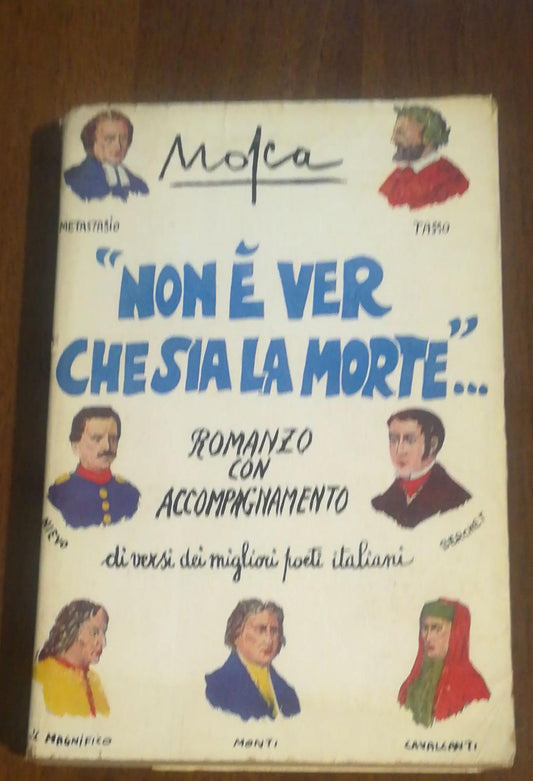 Mosca
METASTASIO
TASSO
"NON È VER
CHE SIA LA MORTE"...
ROMANZO
CON
ACCOMPAGNAMENTO
di versi dei migliori poeti italiani
NIEVO
BERCHET
IL MAGNIFICO
MONTI
CAVALCANTI